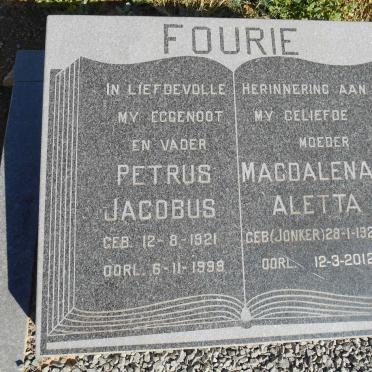 FOURIE
IN LIEFDEVOLLE HERINNERING AAN
MY EGGENOOT
EN VADER
PETRUS
JACOBUS
GEB. 12-8-1921
OORL. 6-11-1999
MY GELIEFDE
MOEDER
MAGDALENA
ALETTA
GEB(JONKER)28-1-192
OORL. 12-3-2012